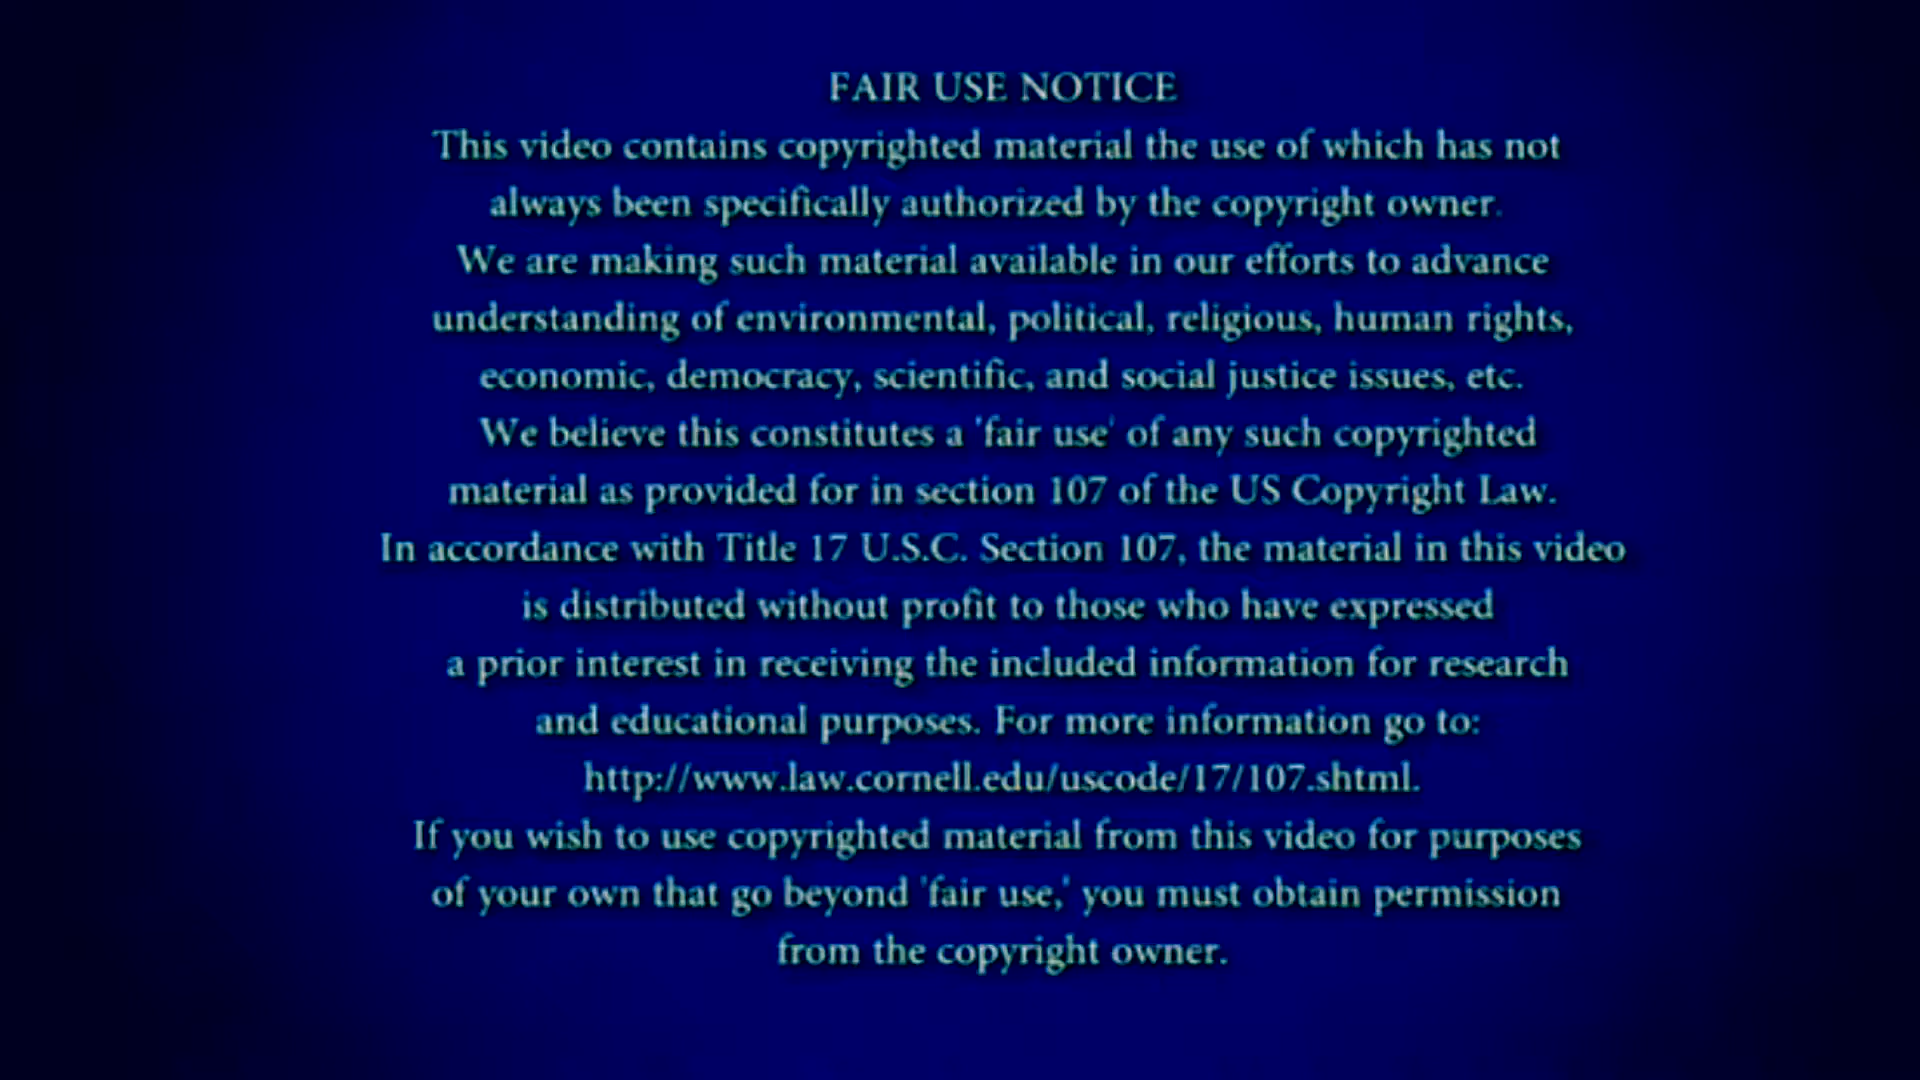 FAIR USE NOTICE
This video contains copyrighted material the use of which has not
always been specifically authorized by the copyright owner.
We are making such material available in our efforts to advance
understanding of environmental, political, religious, human rights,
economic, democracy, scientific, and social justice issues, etc.
We believe this constitutes a 'fair use' of any such copyrighted
material as provided for in section 107 of the US Copyright Law.
In accordance with Title 17 U.S.C. Section 107, the material in this video
is distributed without profit to those who have expressed
a prior interest in receiving the included information for research
and educational purposes. For more information go to:
http://www.law.cornell.edu/uscode/17/107.shtml.
If you wish to use copyrighted material from this video for purposes
of your own that go beyond 'fair use,' you must obtain permission
from the copyright owner.